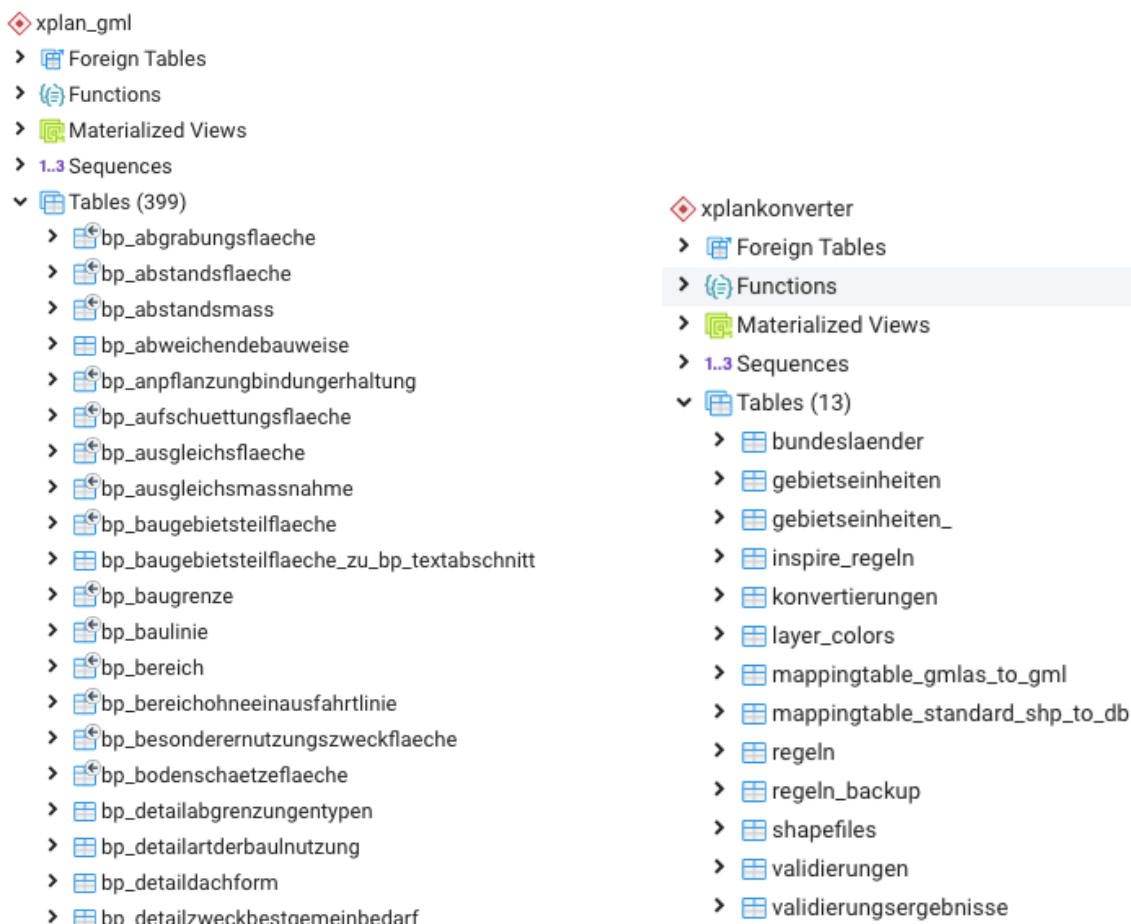 xplan_gml
Foreign Tables
Functions
Materialized Views
1..3 Sequences
Tables (399)
bp_abgrabungsflaeche
bp_abstandsflaeche
bp_abstandsmass
bp_abweichendebauweise
bp_anpflanzungbindungerhaltung
bp_aufschuettungsflaeche
bp_ausgleichsflaeche
bp_ausgleichsmassnahme
bp_baugebietsteilflaeche
bp_baugebietsteilflaeche_zu_bp_textabschnitt
bp_baugrenze
bp_baulinie
bp_bereich
bp_bereichohneeinausfahrtlinie
bp_besonderernutzungszweckflaeche
bp_bodenschaetzeflaeche
bp_detailabgrenzungentypen
bp_detailartderbaulnutzung
bp_detaildachform
bp_detailzweckbestgemeinbedarf
xplankonverter
Foreign Tables
Functions
Materialized Views
1..3 Sequences
Tables (13)
bundeslaender
gebietseinheiten
gebietseinheiten_
inspire_regeln
konvertierungen
layer_colors
mappingtable_gmlas_to_gml
mappingtable_standard_shp_to_db
regeln
regeln_backup
shapefiles
validierungen
validierungsergebnisse